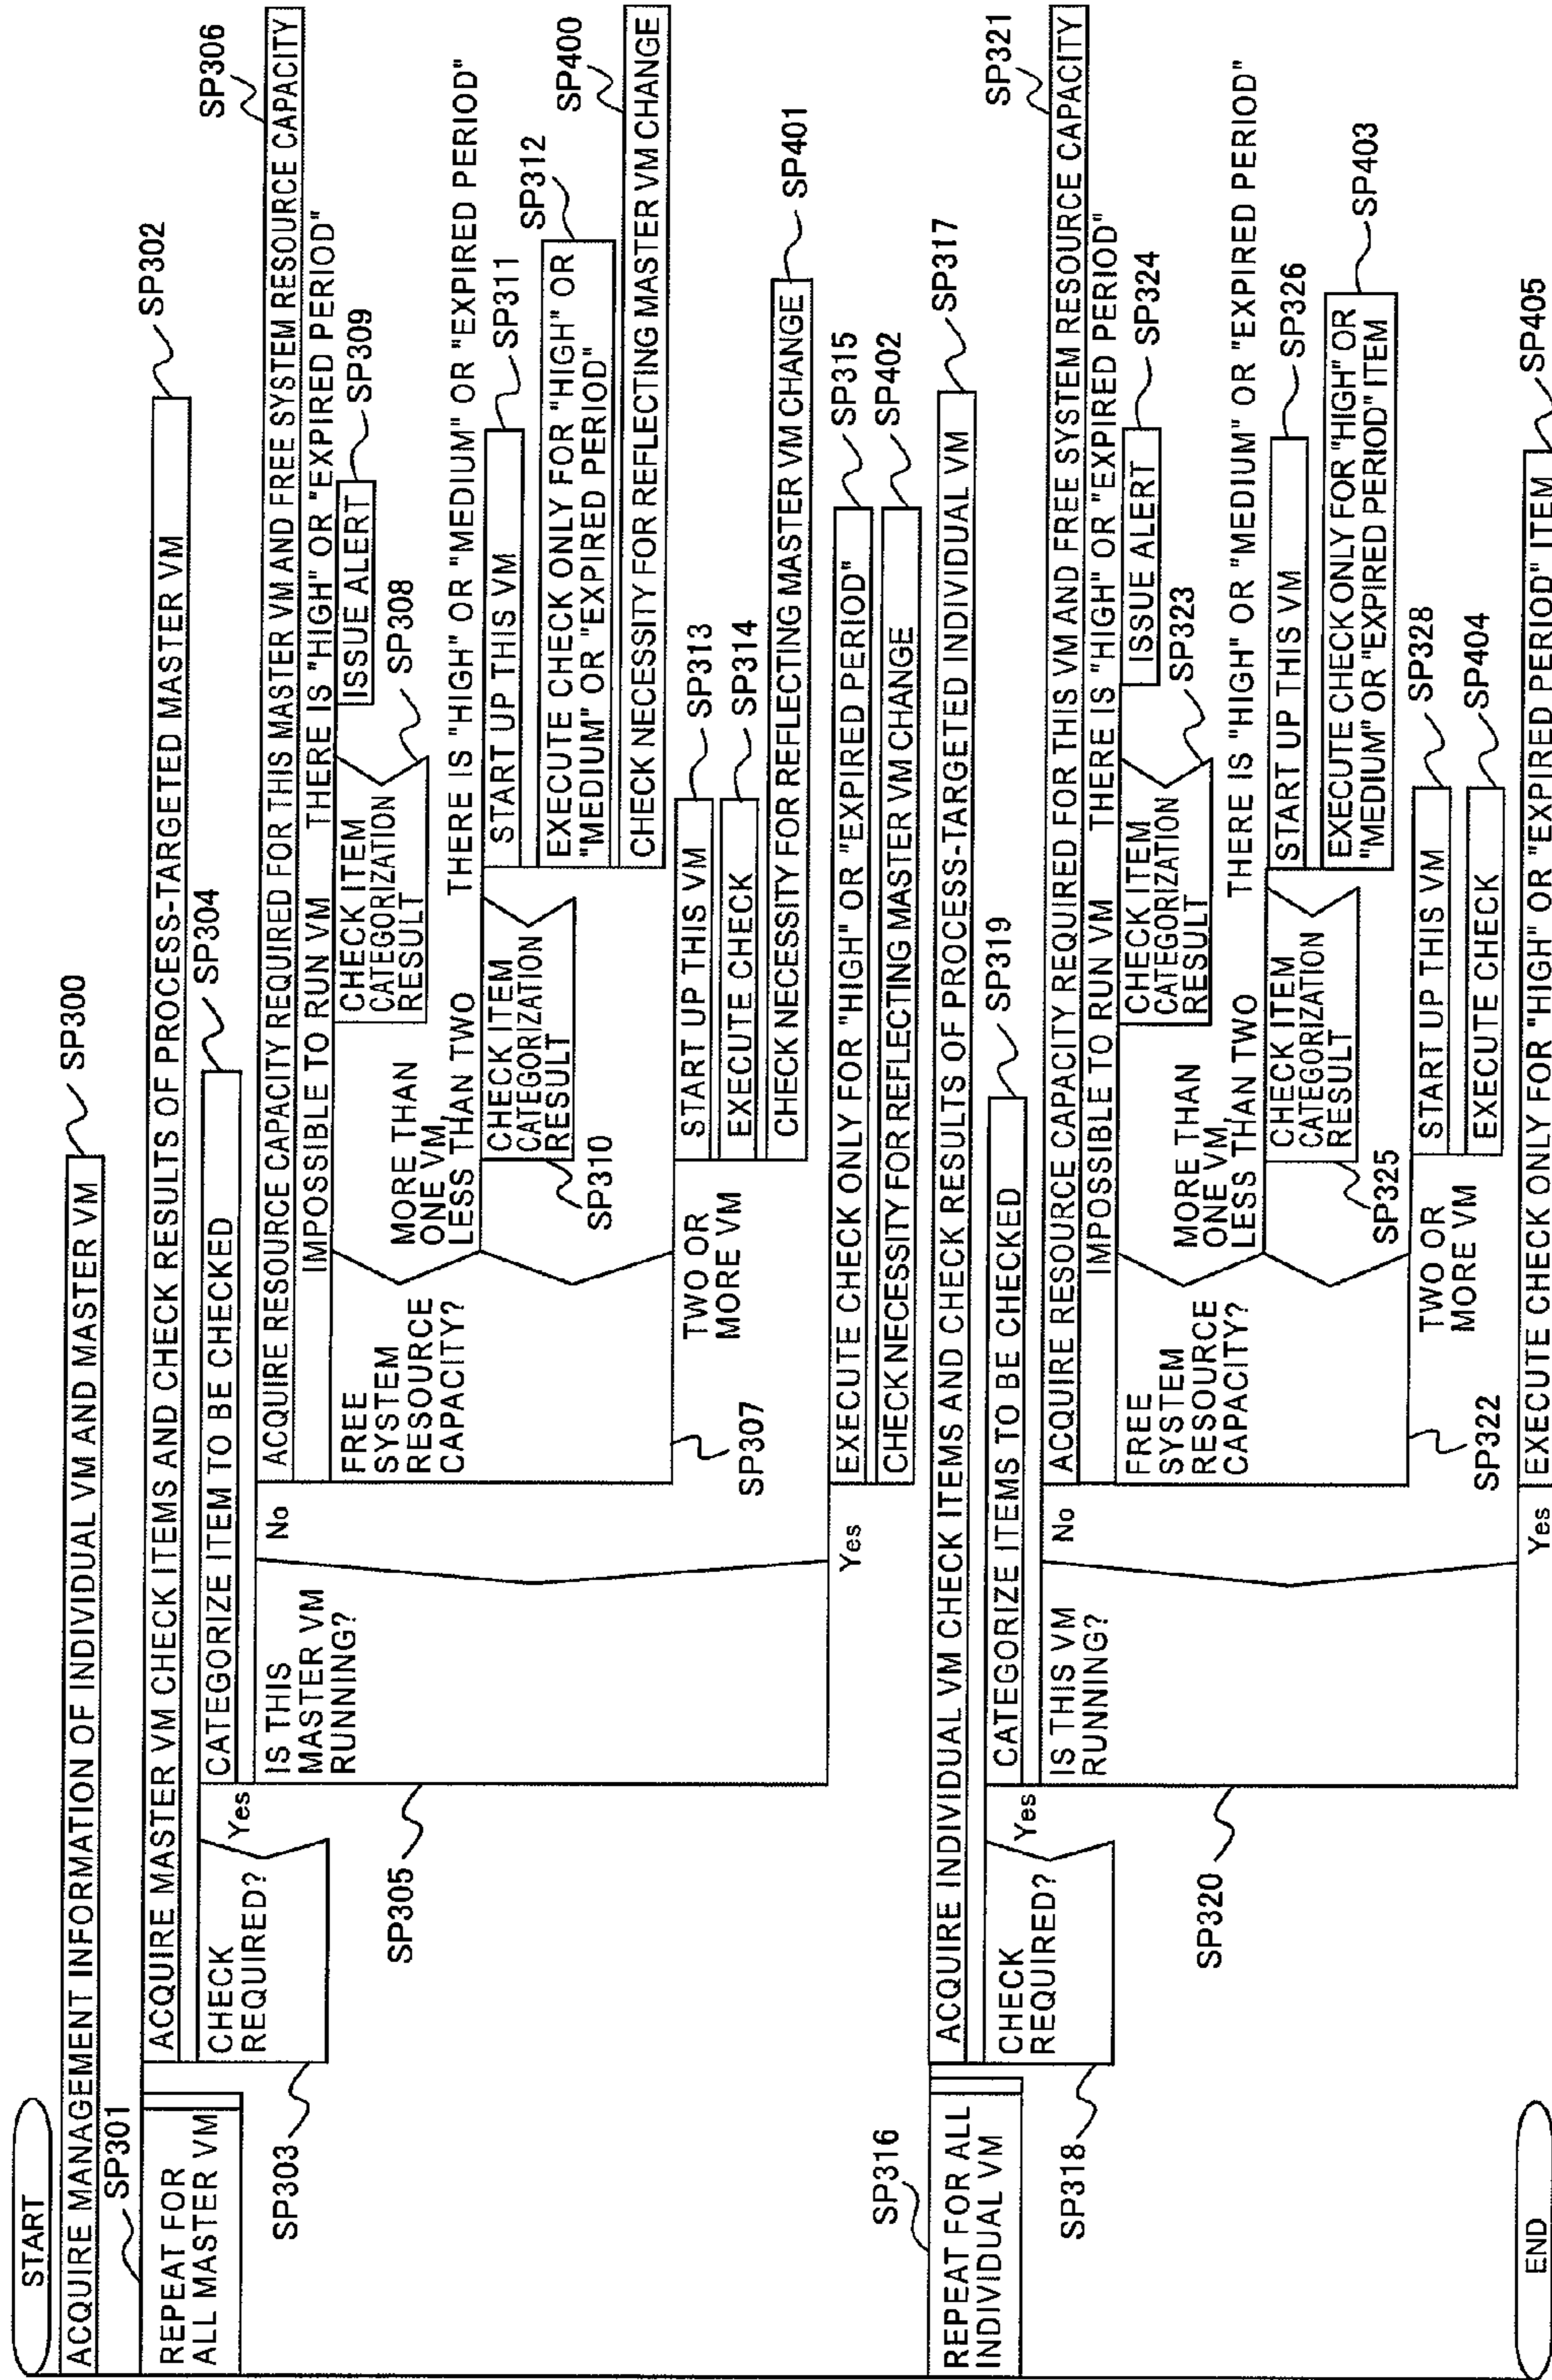 START
ACQUIRE MANAGEMENT INFORMATION OF INDIVIDUAL VM AND MASTER VM
SP300
SP301
REPEAT FOR
ALL MASTER VM
ACQUIRE MASTER VM CHECK ITEMS AND CHECK RESULTS OF PROCESS-TARGETED MASTER VM
SP302
CHECK
REQUIRED?
SP303
Yes
CATEGORIZE ITEM TO BE CHECKED
SP304
IS THIS
MASTER VM
RUNNING?
SP305
No
ACQUIRE RESOURCE CAPACITY REQUIRED FOR THIS MASTER VM AND FREE SYSTEM RESOURCE CAPACITY
SP306
FREE
SYSTEM
RESOURCE
CAPACITY?
SP307
IMPOSSIBLE TO RUN VM
CHECK ITEM
CATEGORIZATION
RESULT
SP308
THERE IS "HIGH" OR "EXPIRED PERIOD"
ISSUE ALERT
SP309
MORE THAN
ONE VM,
LESS THAN TWO
CHECK ITEM
CATEGORIZATION
RESULT
SP310
THERE IS "HIGH" OR "MEDIUM" OR "EXPIRED PERIOD"
START UP THIS VM
SP311
EXECUTE CHECK ONLY FOR "HIGH" OR
"MEDIUM" OR "EXPIRED PERIOD"
SP312
CHECK NECESSITY FOR REFLECTING MASTER VM CHANGE
SP400
TWO OR
MORE VM
START UP THIS VM
SP313
EXECUTE CHECK
SP314
CHECK NECESSITY FOR REFLECTING MASTER VM CHANGE
SP401
Yes
EXECUTE CHECK ONLY FOR "HIGH" OR "EXPIRED PERIOD"
SP315
CHECK NECESSITY FOR REFLECTING MASTER VM CHANGE
SP402
SP316
REPEAT FOR ALL
INDIVIDUAL VM
ACQUIRE INDIVIDUAL VM CHECK ITEMS AND CHECK RESULTS OF PROCESS-TARGETED INDIVIDUAL VM
SP317
CHECK
REQUIRED?
SP318
Yes
CATEGORIZE ITEMS TO BE CHECKED
SP319
IS THIS VM
RUNNING?
SP320
No
ACQUIRE RESOURCE CAPACITY REQUIRED FOR THIS VM AND FREE SYSTEM RESOURCE CAPACITY
SP321
FREE
SYSTEM
RESOURCE
CAPACITY?
SP322
IMPOSSIBLE TO RUN VM
CHECK ITEM
CATEGORIZATION
RESULT
SP323
THERE IS "HIGH" OR "EXPIRED PERIOD"
ISSUE ALERT
SP324
MORE THAN
ONE VM,
LESS THAN TWO
CHECK ITEM
CATEGORIZATION
RESULT
SP325
THERE IS "HIGH" OR "MEDIUM" OR "EXPIRED PERIOD"
START UP THIS VM
SP326
EXECUTE CHECK ONLY FOR "HIGH" OR
"MEDIUM" OR "EXPIRED PERIOD" ITEM
SP403
TWO OR
MORE VM
START UP THIS VM
SP328
EXECUTE CHECK
SP404
Yes
EXECUTE CHECK ONLY FOR "HIGH" OR "EXPIRED PERIOD" ITEM
SP405
END